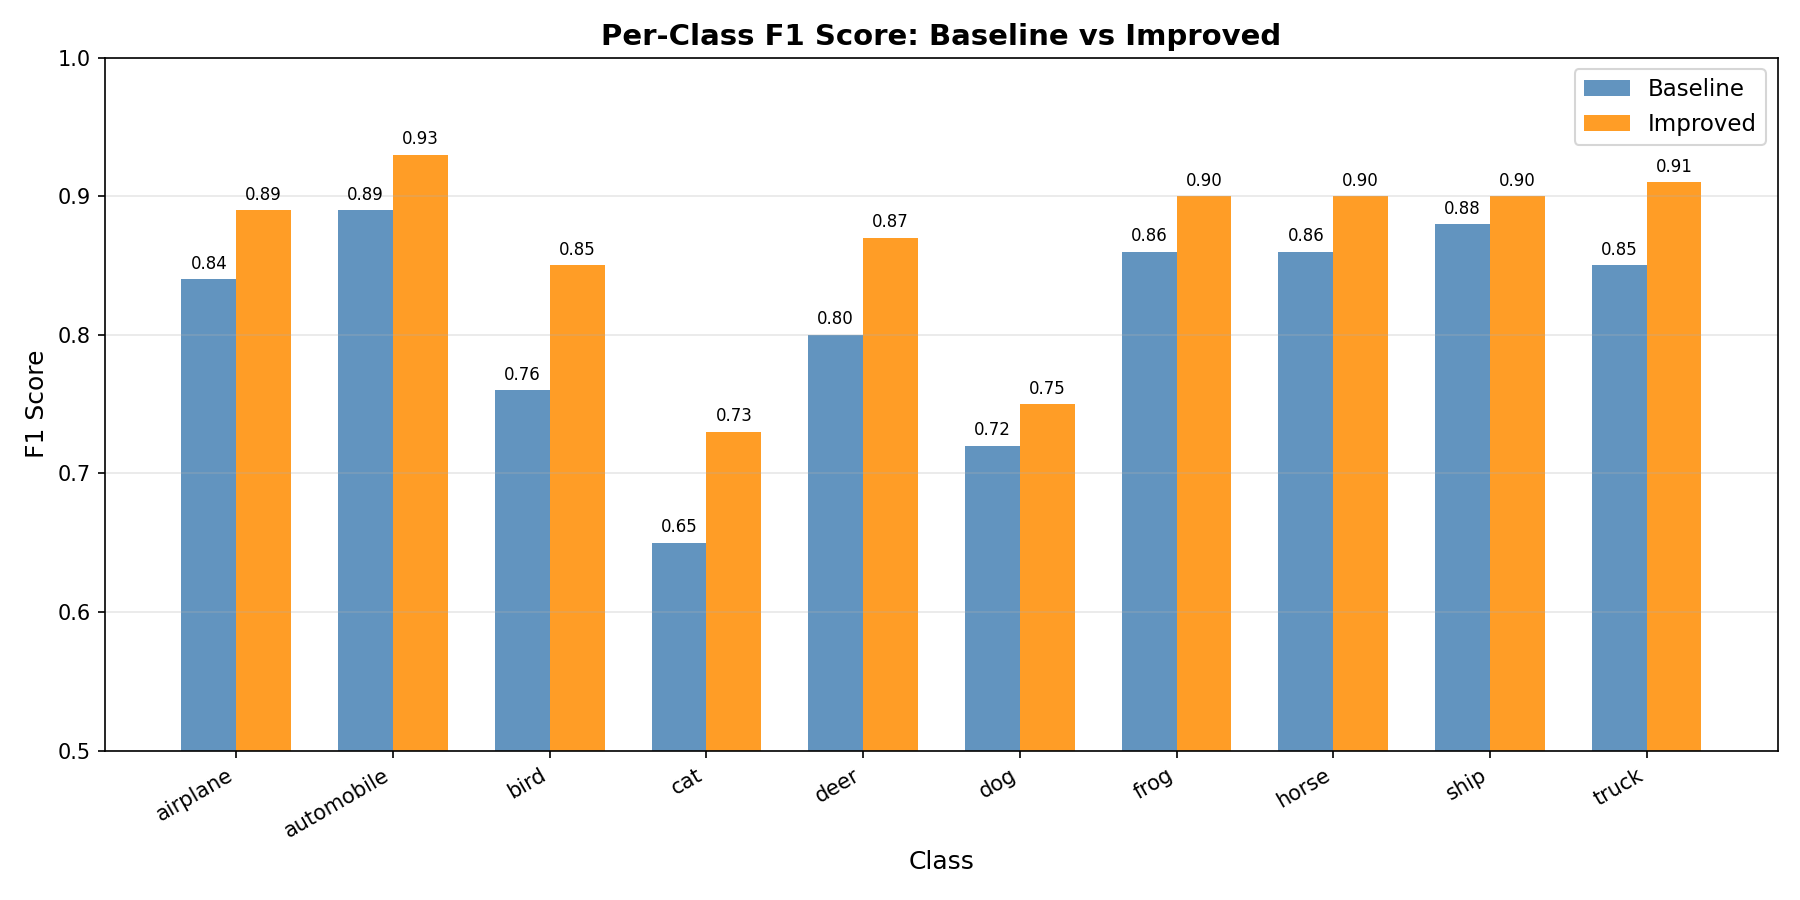 Per-Class F1 Score: Baseline vs Improved
Baseline
Improved
F1 Score
1.0
0.9
0.8
0.7
0.6
0.5
0.84
0.89
0.89
0.93
0.76
0.85
0.65
0.73
0.80
0.87
0.72
0.75
0.86
0.90
0.86
0.90
0.88
0.90
0.85
0.91
airplane
automobile
bird
cat
deer
dog
frog
horse
ship
truck
Class